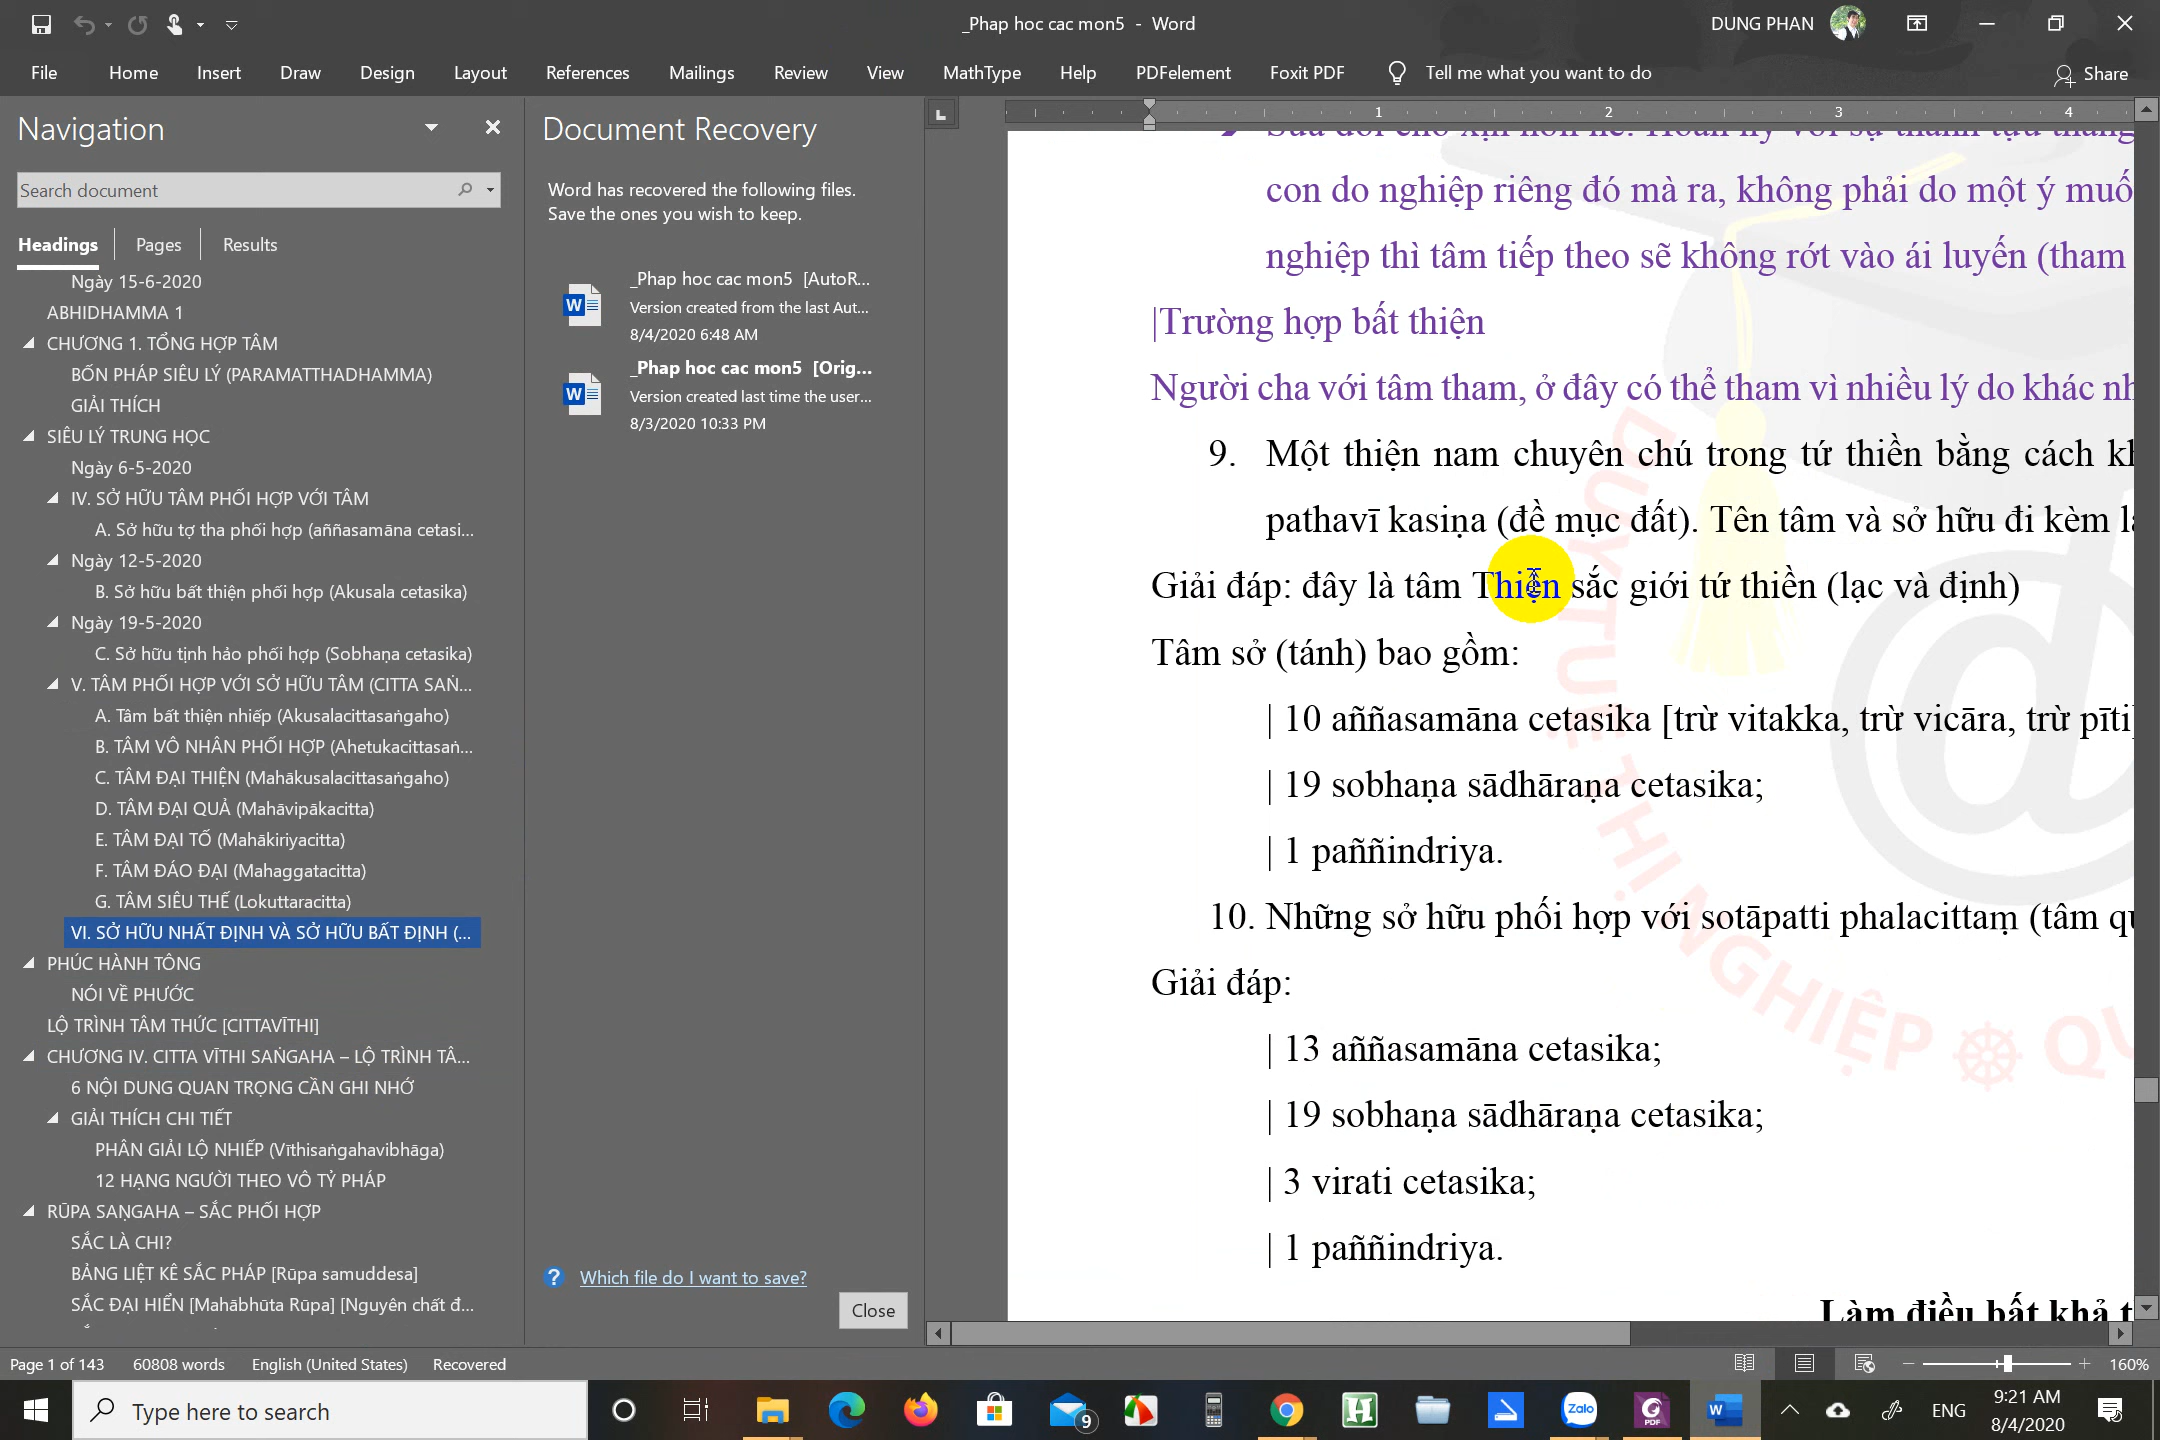 _Phap hoc cac mon5 - Word
DUNG PHAN
File Home Insert Draw Design Layout References Mailings Review View MathType Help PDFelement Foxit PDF Tell me what you want to do Share
Navigation
Search document
Headings Pages Results
Ngày 15-6-2020
ABHIDHAMMA 1
CHƯƠNG 1. TỔNG HỢP TÂM
BỐN PHÁP SIÊU LÝ (PARAMATTHADHAMMA)
GIẢI THÍCH
SIÊU LÝ TRUNG HỌC
Ngày 6-5-2020
IV. SỞ HỮU TÂM PHỐI HỢP VỚI TÂM
A. Sở hữu tợ tha phối hợp (aññasamāna cetasi...
Ngày 12-5-2020
B. Sở hữu bất thiện phối hợp (Akusala cetasika)
Ngày 19-5-2020
C. Sở hữu tịnh hảo phối hợp (Sobhaṇa cetasika)
V. TÂM PHỐI HỢP VỚI SỞ HỮU TÂM (CITTA SAṄ...
A. Tâm bất thiện nhiếp (Akusalacittasaṅgaho)
B. TÂM VÔ NHÂN PHỐI HỢP (Ahetukacittasaṅ...
C. TÂM ĐẠI THIỆN (Mahākusalacittasaṅgaho)
D. TÂM ĐẠI QUẢ (Mahāvipākacitta)
E. TÂM ĐẠI TỐ (Mahākiriyacitta)
F. TÂM ĐÁO ĐẠI (Mahaggatacitta)
G. TÂM SIÊU THẾ (Lokuttaracitta)
VI. SỞ HỮU NHẤT ĐỊNH VÀ SỞ HỮU BẤT ĐỊNH (...
PHÚC HÀNH TÔNG
NÓI VỀ PHƯỚC
LỘ TRÌNH TÂM THỨC [CITTAVĪTHI]
CHƯƠNG IV. CITTA VĪTHI SAṄGAHA – LỘ TRÌNH TÂ...
6 NỘI DUNG QUAN TRỌNG CẦN GHI NHỚ
GIẢI THÍCH CHI TIẾT
PHÂN GIẢI LỘ NHIẾP (Vīthisaṅgahavibhāga)
12 HẠNG NGƯỜI THEO VÔ TỶ PHÁP
RŪPA SAṆGAHA – SẮC PHỐI HỢP
SẮC LÀ CHI?
BẢNG LIỆT KÊ SẮC PHÁP [Rūpa samuddesa]
SẮC ĐẠI HIỂN [Mahābhūta Rūpa] [Nguyên chất đ...
Document Recovery
Word has recovered the following files.
Save the ones you wish to keep.
_Phap hoc cac mon5 [AutoR...
Version created from the last Aut...
8/4/2020 6:48 AM
_Phap hoc cac mon5 [Orig...
Version created last time the user...
8/3/2020 10:33 PM
Which file do I want to save?
Close
1 2 3 4
con do nghiệp riêng đó mà ra, không phải do một ý muố
nghiệp thì tâm tiếp theo sẽ không rớt vào ái luyến (tham
|Trường hợp bất thiện
Người cha với tâm tham, ở đây có thể tham vì nhiều lý do khác nh
9. Một thiện nam chuyên chú trong tứ thiền bằng cách kh
pathavī kasiṇa (đề mục đất). Tên tâm và sở hữu đi kèm là
Giải đáp: đây là tâm Thiện sắc giới tứ thiền (lạc và định)
Tâm sở (tánh) bao gồm:
| 10 aññasamāna cetasika [trừ vitakka, trừ vicāra, trừ pīti]
| 19 sobhaṇa sādhāraṇa cetasika;
| 1 paññindriya.
10. Những sở hữu phối hợp với sotāpatti phalacittaṃ (tâm qu
Giải đáp:
| 13 aññasamāna cetasika;
| 19 sobhaṇa sādhāraṇa cetasika;
| 3 virati cetasika;
| 1 paññindriya.
Làm điều bất khả t
DUYTUỆ THỊ NGHIỆP QU
Page 1 of 143 60808 words English (United States) Recovered 160%
Type here to search
9
Zalo
PDF
ENG
9:21 AM
8/4/2020